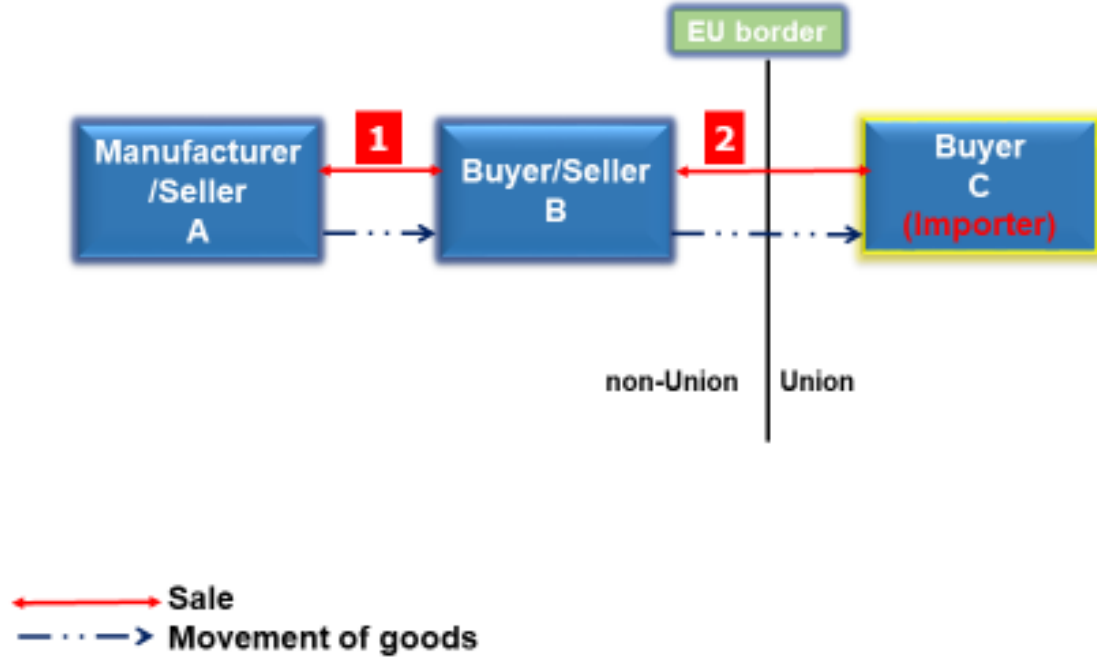 EU border
1
2
Manufacturer
/Seller
A
Buyer/Seller
B
Buyer
C
(Importer)
non-Union
Union
Sale
Movement of goods